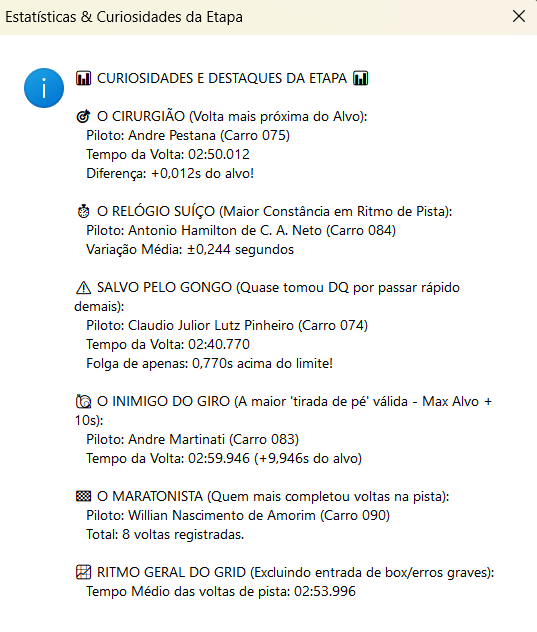 Estatísticas & Curiosidades da Etapa
📊 CURIOSIDADES E DESTAQUES DA ETAPA 📊
🎯 O CIRURGIÃO (Volta mais próxima do Alvo):
Piloto: Andre Pestana (Carro 075)
Tempo da Volta: 02:50.012
Diferença: +0,012s do alvo!
⏱ O RELÓGIO SUÍÇO (Maior Constância em Ritmo de Pista):
Piloto: Antonio Hamilton de C. A. Neto (Carro 084)
Variação Média: ±0,244 segundos
⚠ SALVO PELO GONGO (Quase tomou DQ por passar rápido
demais):
Piloto: Claudio Julior Lutz Pinheiro (Carro 074)
Tempo da Volta: 02:40.770
Folga de apenas: 0,770s acima do limite!
🐌 O INIMIGO DO GIRO (A maior 'tirada de pé' válida - Max Alvo +
10s):
Piloto: Andre Martinati (Carro 083)
Tempo da Volta: 02:59.946 (+9,946s do alvo)
🏁 O MARATONISTA (Quem mais completou voltas na pista):
Piloto: Willian Nascimento de Amorim (Carro 090)
Total: 8 voltas registradas.
📈 RITMO GERAL DO GRID (Excluindo entrada de box/erros graves):
Tempo Médio das voltas de pista: 02:53.996